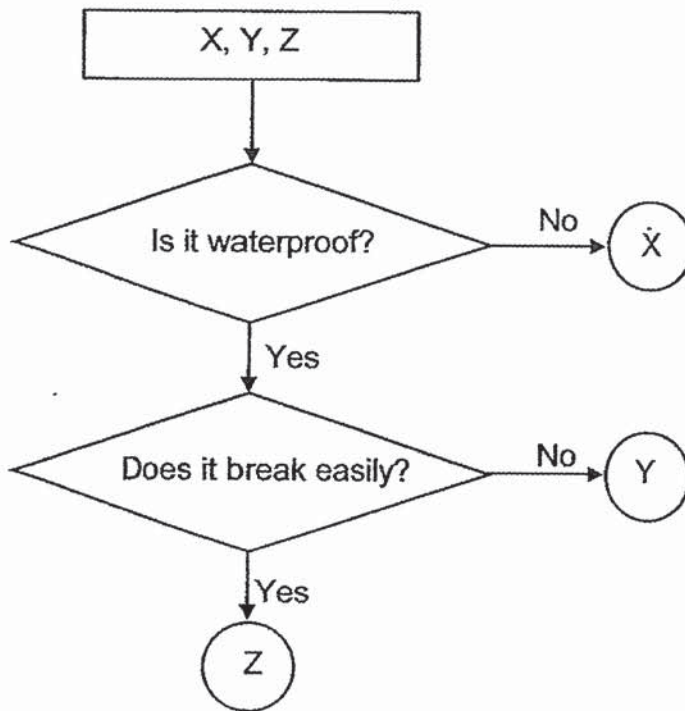 X, Y, Z
Is it waterproof?
No
X
Yes
Does it break easily?
No
Y
Yes
Z